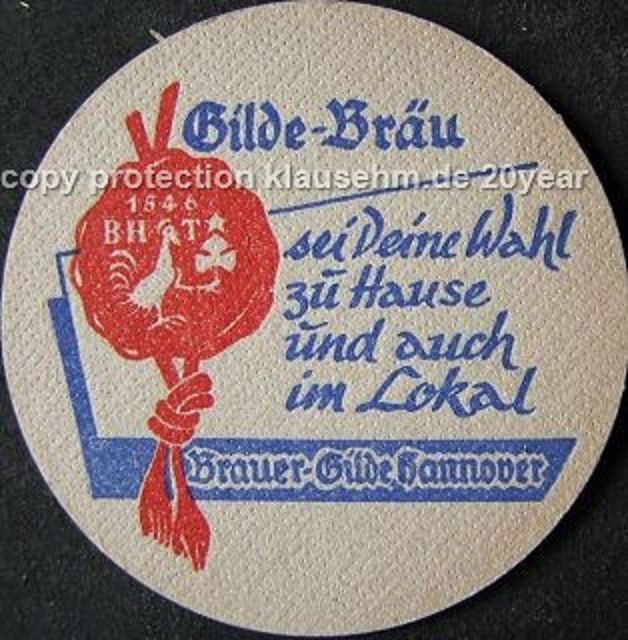 Gilde-Bräu
copy protection klausehm.de 20year
1546
BHGT
sei Deine Wahl
zu Hause
und auch
im Lokal
Brauer-Gilde Hannover